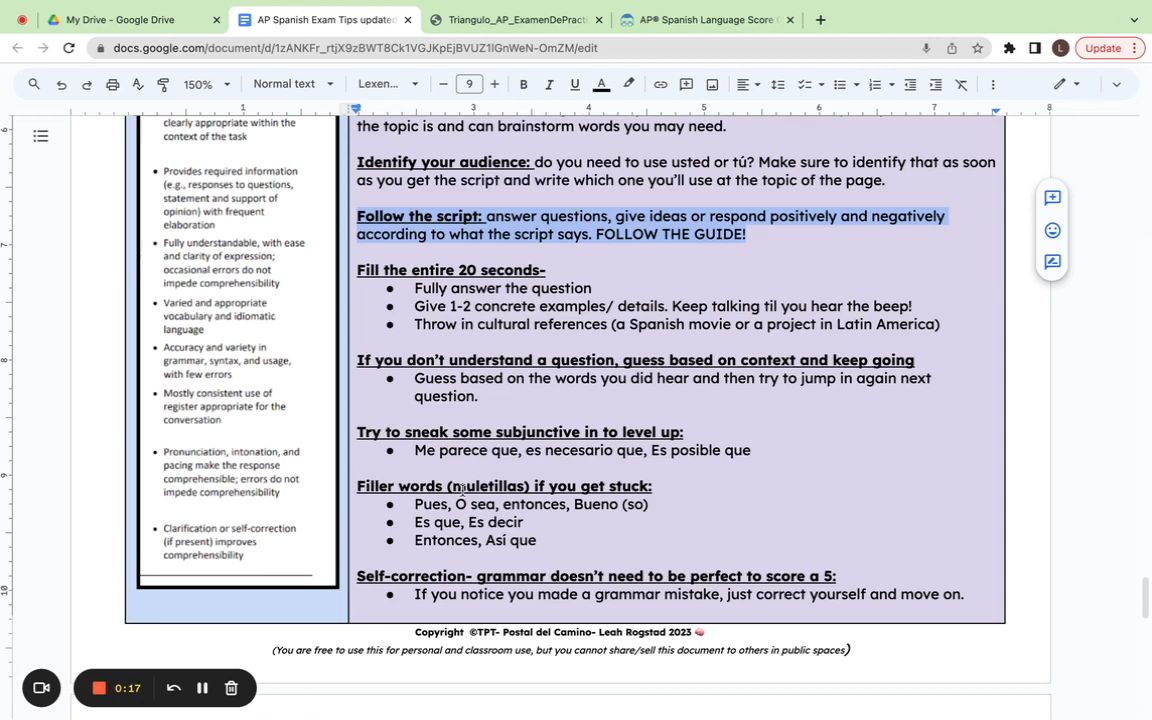 My Drive - Google Drive
AP Spanish Exam Tips updated
Triangulo_AP_ExamenDePracti
AP® Spanish Language Score
docs.google.com/document/d/1zANKFr_rtjX9zBWT8Ck1VGJKpEjBVUZ1IGnWeN-OmZM/edit
L
Update
150%
Normal text
Lexen...
9
B I U A
1 3 4 5 6 7 8
6
7
8
9
10
clearly appropriate within the
context of the task
• Provides required information
(e.g., responses to questions,
statement and support of
opinion) with frequent
elaboration
• Fully understandable, with ease
and clarity of expression;
occasional errors do not
impede comprehensibility
• Varied and appropriate
vocabulary and idiomatic
language
• Accuracy and variety in
grammar, syntax, and usage,
with few errors
• Mostly consistent use of
register appropriate for the
conversation
• Pronunciation, intonation, and
pacing make the response
comprehensible; errors do not
impede comprehensibility
• Clarification or self-correction
(if present) improves
comprehensibility
the topic is and can brainstorm words you may need.
Identify your audience: do you need to use usted or tú? Make sure to identify that as soon
as you get the script and write which one you'll use at the topic of the page.
Follow the script: answer questions, give ideas or respond positively and negatively
according to what the script says. FOLLOW THE GUIDE!
Fill the entire 20 seconds-
● Fully answer the question
● Give 1-2 concrete examples/ details. Keep talking til you hear the beep!
● Throw in cultural references (a Spanish movie or a project in Latin America)
If you don't understand a question, guess based on context and keep going
● Guess based on the words you did hear and then try to jump in again next
question.
Try to sneak some subjunctive in to level up:
● Me parece que, es necesario que, Es posible que
Filler words (muletillas) if you get stuck:
● Pues, O sea, entonces, Bueno (so)
● Es que, Es decir
● Entonces, Así que
Self-correction- grammar doesn't need to be perfect to score a 5:
● If you notice you made a grammar mistake, just correct yourself and move on.
Copyright ©TPT- Postal del Camino- Leah Rogstad 2023
(You are free to use this for personal and classroom use, but you cannot share/sell this document to others in public spaces)
0:17